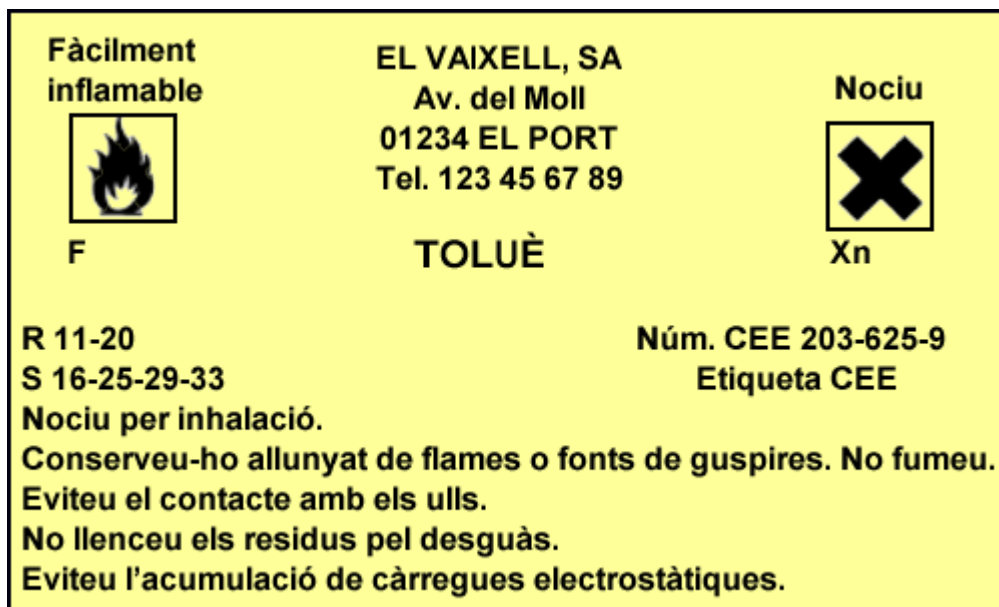 Fàcilment
inflamable
F
EL VAIXELL, SA
Av. del Moll
01234 EL PORT
Tel. 123 45 67 89
TOLUÈ
Nociu
Xn
R 11-20
S 16-25-29-33
Núm. CEE 203-625-9
Etiqueta CEE
Nociu per inhalació.
Conserveu-ho allunyat de flames o fonts de guspires. No fumeu.
Eviteu el contacte amb els ulls.
No llenceu els residus pel desguàs.
Eviteu l'acumulació de càrregues electrostàtiques.